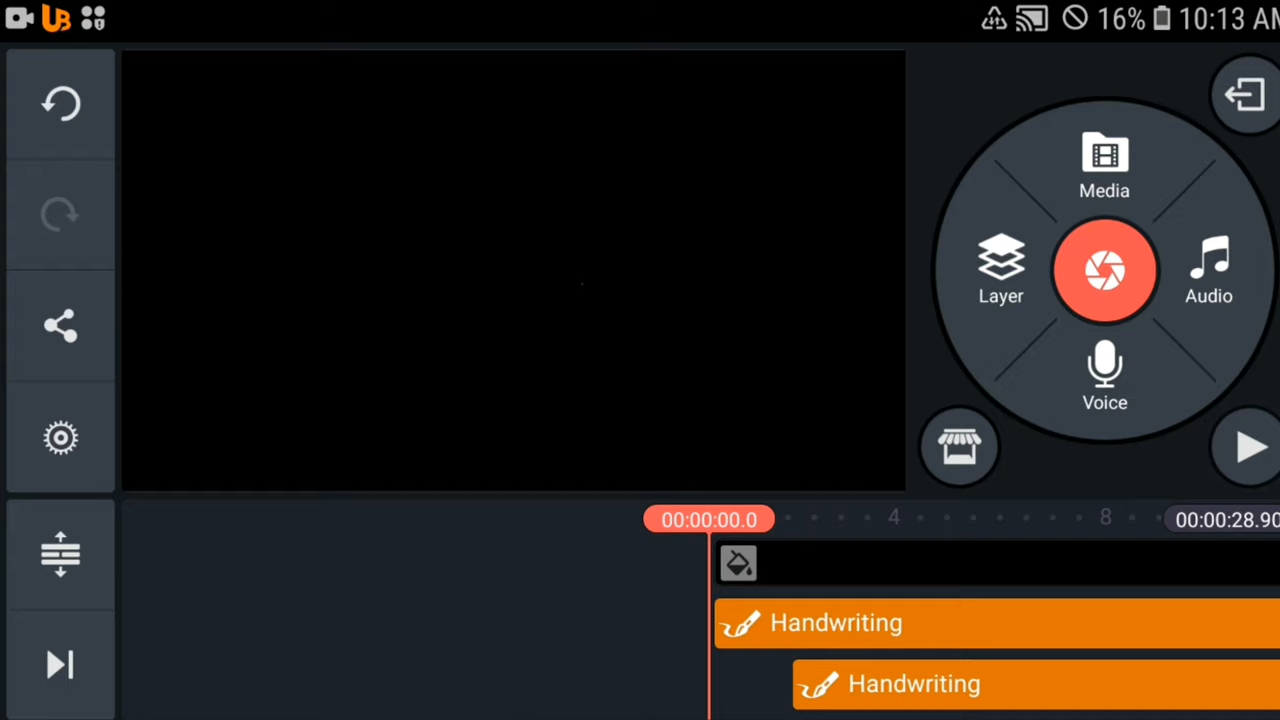 UB 16% 10:13 AM
Media
Layer
Audio
Voice
00:00:00.0 4 8 00:00:28.90
Handwriting
Handwriting